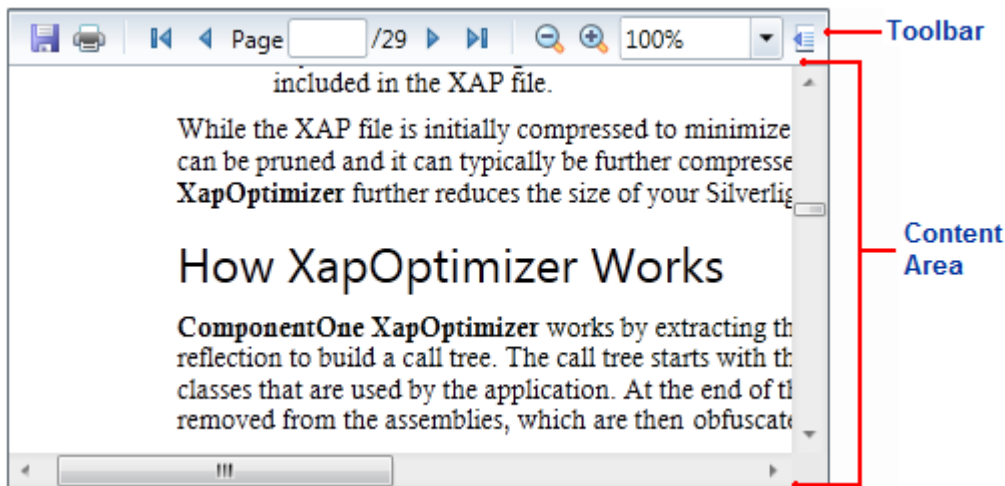 Page /29 100%
Toolbar
included in the XAP file.
While the XAP file is initially compressed to minimize
can be pruned and it can typically be further compresse
XapOptimizer further reduces the size of your Silverlig
How XapOptimizer Works
Content
Area
ComponentOne XapOptimizer works by extracting th
reflection to build a call tree. The call tree starts with th
classes that are used by the application. At the end of th
removed from the assemblies, which are then obfuscate